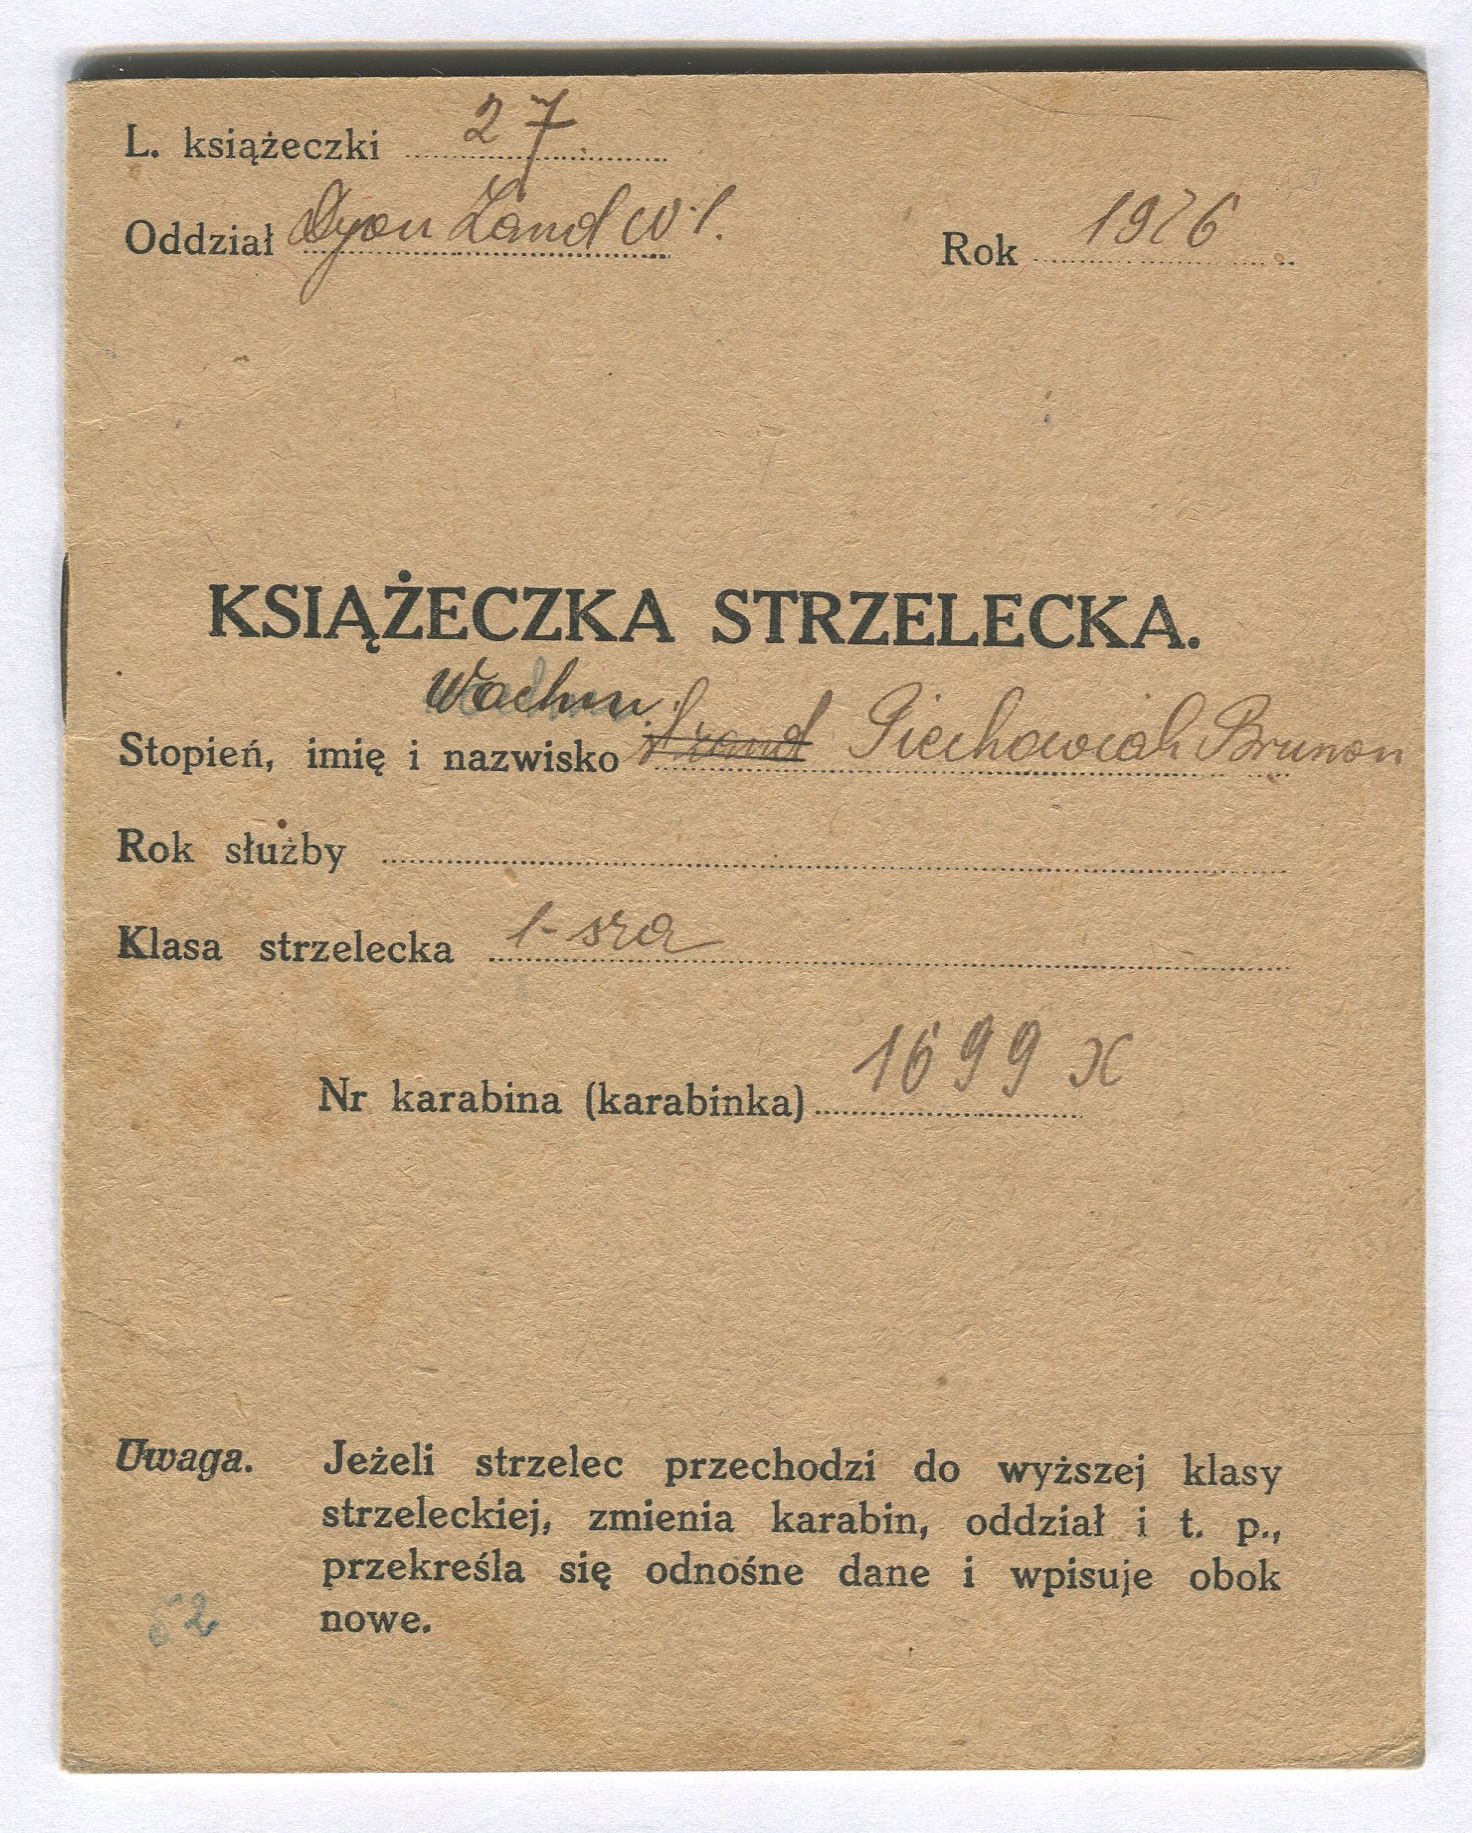 L. książeczki 27
Oddział Dyon Żand W.1.
Rok 1926
KSIĄŻECZKA STRZELECKA.
Wachm.
Stopień, imię i nazwisko Piechowiak Brunon
Rok służby
Klasa strzelecka 1-sza
Nr karabina (karabinka) 1699 X
Uwaga. Jeżeli strzelec przechodzi do wyższej klasy
strzeleckiej, zmienia karabin, oddział i t. p.,
przekreśla się odnośne dane i wpisuje obok
nowe.
62